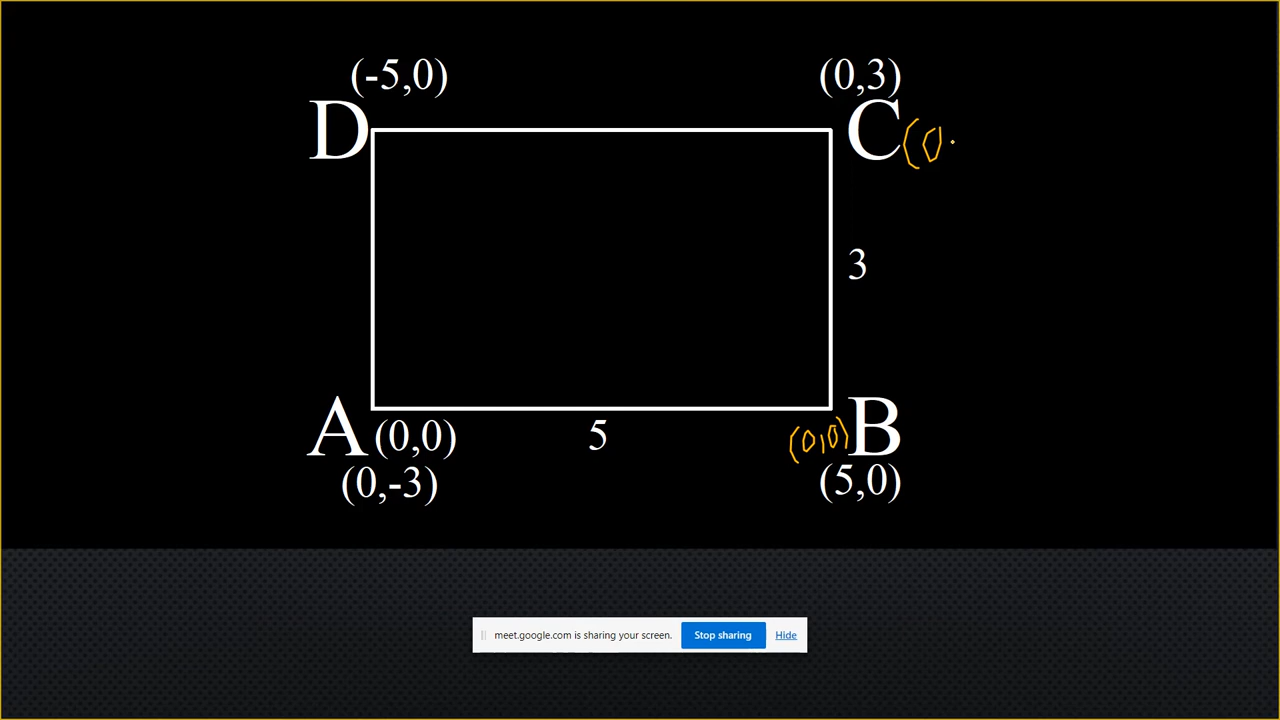 (-5,0) (0,3)
D C (0,
3
A (0,0) 5 (0,0) B
(0,-3) (5,0)
meet.google.com is sharing your screen. Stop sharing Hide